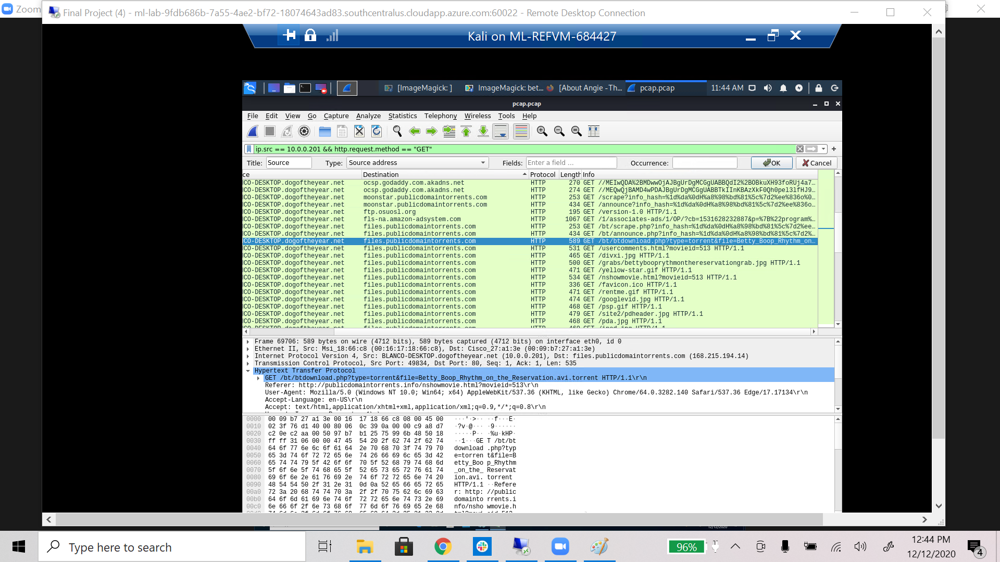 Zoom
Final Project (4) - ml-lab-9fdb686b-7a55-4ae2-bf72-18074643ad83.southcentralus.cloudapp.azure.com:60022 - Remote Desktop Connection
Kali on ML-REFVM-684427
[ImageMagick: ]
ImageMagick: bet...
[About Angie -Th...
pcap.pcap
11:44 AM
pcap.pcap
File Edit View Go Capture Analyze Statistics Telephony Wireless Tools Help
ip.src == 10.0.0.201 && http.request.method == "GET"
Title: Source Type: Source address Fields: Enter a field ... Occurrence: OK Cancel
ce Destination Protocol Length Info
NCO-DESKTOP.dogoftheyear.net ocsp.godaddy.com.akadns.net HTTP 270 GET //MEIwQDA%2BMDwwOjAJBgUrDgMCGgUABBQdI2%2BOBkuXH93foRUj4a7…
NCO-DESKTOP.dogoftheyear.net ocsp.godaddy.com.akadns.net HTTP 274 GET //MEQwQjBAMD4wPDAJBgUrDgMCGgUABBTkIInKBAzXkF0Qh0pel3lfHJ9…
NCO-DESKTOP.dogoftheyear.net moonstar.publicdomaintorrents.com HTTP 253 GET /scrape?info_hash=%1d%da%0dH%a8%98%bd%81%5c%7d2%ee%836o%0…
NCO-DESKTOP.dogoftheyear.net moonstar.publicdomaintorrents.com HTTP 434 GET /announce?info_hash=%1d%da%0dH%a8%98%bd%81%5c%7d2%ee%836o…
NCO-DESKTOP.dogoftheyear.net ftp.osuosl.org HTTP 195 GET /version-1.0 HTTP/1.1
NCO-DESKTOP.dogoftheyear.net fls-na.amazon-adsystem.com HTTP 1067 GET /1/associates-ads/1/OP/?cb=1531628232887&p=%7B%22program%…
NCO-DESKTOP.dogoftheyear.net files.publicdomaintorrents.com HTTP 253 GET /bt/scrape.php?info_hash=%1d%da%0dH%a8%98%bd%81%5c%7d2%ee…
NCO-DESKTOP.dogoftheyear.net files.publicdomaintorrents.com HTTP 434 GET /bt/announce.php?info_hash=%1d%da%0dH%a8%98%bd%81%5c%7d2%…
NCO-DESKTOP.dogoftheyear.net files.publicdomaintorrents.com HTTP 589 GET /bt/btdownload.php?type=torrent&file=Betty_Boop_Rhythm_on…
NCO-DESKTOP.dogoftheyear.net files.publicdomaintorrents.com HTTP 531 GET /usercomments.html?movieid=513 HTTP/1.1
NCO-DESKTOP.dogoftheyear.net files.publicdomaintorrents.com HTTP 465 GET /divxi.jpg HTTP/1.1
NCO-DESKTOP.dogoftheyear.net files.publicdomaintorrents.com HTTP 500 GET /grabs/bettybooprythmonthereservationgrab.jpg HTTP/1.1
NCO-DESKTOP.dogoftheyear.net files.publicdomaintorrents.com HTTP 471 GET /yellow-star.gif HTTP/1.1
NCO-DESKTOP.dogoftheyear.net files.publicdomaintorrents.com HTTP 534 GET /nshowmovie.html?movieid=513 HTTP/1.1
NCO-DESKTOP.dogoftheyear.net files.publicdomaintorrents.com HTTP 336 GET /favicon.ico HTTP/1.1
NCO-DESKTOP.dogoftheyear.net files.publicdomaintorrents.com HTTP 471 GET /rentme.gif HTTP/1.1
NCO-DESKTOP.dogoftheyear.net files.publicdomaintorrents.com HTTP 474 GET /googlevid.jpg HTTP/1.1
NCO-DESKTOP.dogoftheyear.net files.publicdomaintorrents.com HTTP 468 GET /psp.gif HTTP/1.1
NCO-DESKTOP.dogoftheyear.net files.publicdomaintorrents.com HTTP 479 GET /site2/pdheader.jpg HTTP/1.1
NCO-DESKTOP.dogoftheyear.net files.publicdomaintorrents.com HTTP 468 GET /pda.jpg HTTP/1.1
Frame 69706: 589 bytes on wire (4712 bits), 589 bytes captured (4712 bits) on interface eth0, id 0
Ethernet II, Src: Msi_18:66:c8 (00:16:17:18:66:c8), Dst: Cisco_27:a1:3e (00:09:b7:27:a1:3e)
Internet Protocol Version 4, Src: BLANCO-DESKTOP.dogoftheyear.net (10.0.0.201), Dst: files.publicdomaintorrents.com (168.215.194.14)
Transmission Control Protocol, Src Port: 49834, Dst Port: 80, Seq: 1, Ack: 1, Len: 535
Hypertext Transfer Protocol
GET /bt/btdownload.php?type=torrent&file=Betty_Boop_Rhythm_on_the_Reservation.avi.torrent HTTP/1.1\r\n
Referer: http://publicdomaintorrents.info/nshowmovie.html?movieid=513\r\n
User-Agent: Mozilla/5.0 (Windows NT 10.0; Win64; x64) AppleWebKit/537.36 (KHTML, like Gecko) Chrome/64.0.3282.140 Safari/537.36 Edge/17.17134\r\n
Accept-Language: en-US\r\n
Accept: text/html,application/xhtml+xml,application/xml;q=0.9,*/*;q=0.8\r\n
0000 00 09 b7 27 a1 3e 00 16 17 18 66 c8 08 00 45 00 ···'·>·· ··f···E·
0010 02 3f 76 d1 40 00 80 06 0c 39 0a 00 00 c9 a8 d7 ·?v·@··· ·9······
0020 c2 0e c2 aa 00 50 97 b7 b1 25 75 99 6b 48 50 18 ·····P·· ·%u·kHP·
0030 ff ff 31 06 00 00 47 45 54 20 2f 62 74 2f 62 74 ··1···GE T /bt/bt
0040 64 6f 77 6e 6c 6f 61 64 2e 70 68 70 3f 74 79 70 download .php?typ
0050 65 3d 74 6f 72 72 65 6e 74 26 66 69 6c 65 3d 42 e=torren t&file=B
0060 65 74 74 79 5f 42 6f 6f 70 5f 52 68 79 74 68 6d etty_Boo p_Rhythm
0070 5f 6f 6e 5f 74 68 65 5f 52 65 73 65 72 76 61 74 _on_the_ Reservat
0080 69 6f 6e 2e 61 76 69 2e 74 6f 72 72 65 6e 74 20 ion.avi. torrent
0090 48 54 54 50 2f 31 2e 31 0d 0a 52 65 66 65 72 65 HTTP/1.1 ··Refere
00a0 72 3a 20 68 74 74 70 3a 2f 2f 70 75 62 6c 69 63 r: http: //public
00b0 64 6f 6d 61 69 6e 74 6f 72 72 65 6e 74 73 2e 69 domainto rrents.i
00c0 6e 66 6f 2f 6e 73 68 6f 77 6d 6f 76 69 65 2e 68 nfo/nsho wmovie.h
12/12/2020
Type here to search
96%
12:44 PM
12/12/2020
4